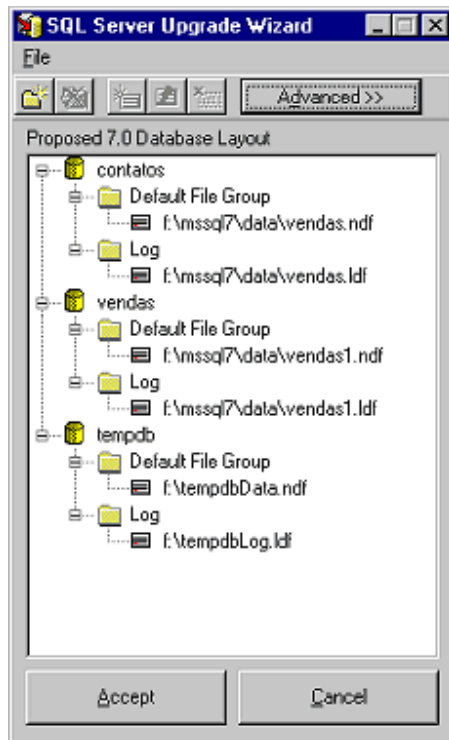 SQL Server Upgrade Wizard
File
Advanced >>
Proposed 7.0 Database Layout
contatos
Default File Group
f:\mssql7\data\vendas.ndf
Log
f:\mssql7\data\vendas.ldf
vendas
Default File Group
f:\mssql7\data\vendas1.ndf
Log
f:\mssql7\data\vendas1.ldf
tempdb
Default File Group
f:\tempdbData.ndf
Log
f:\tempdbLog.ldf
Accept Cancel